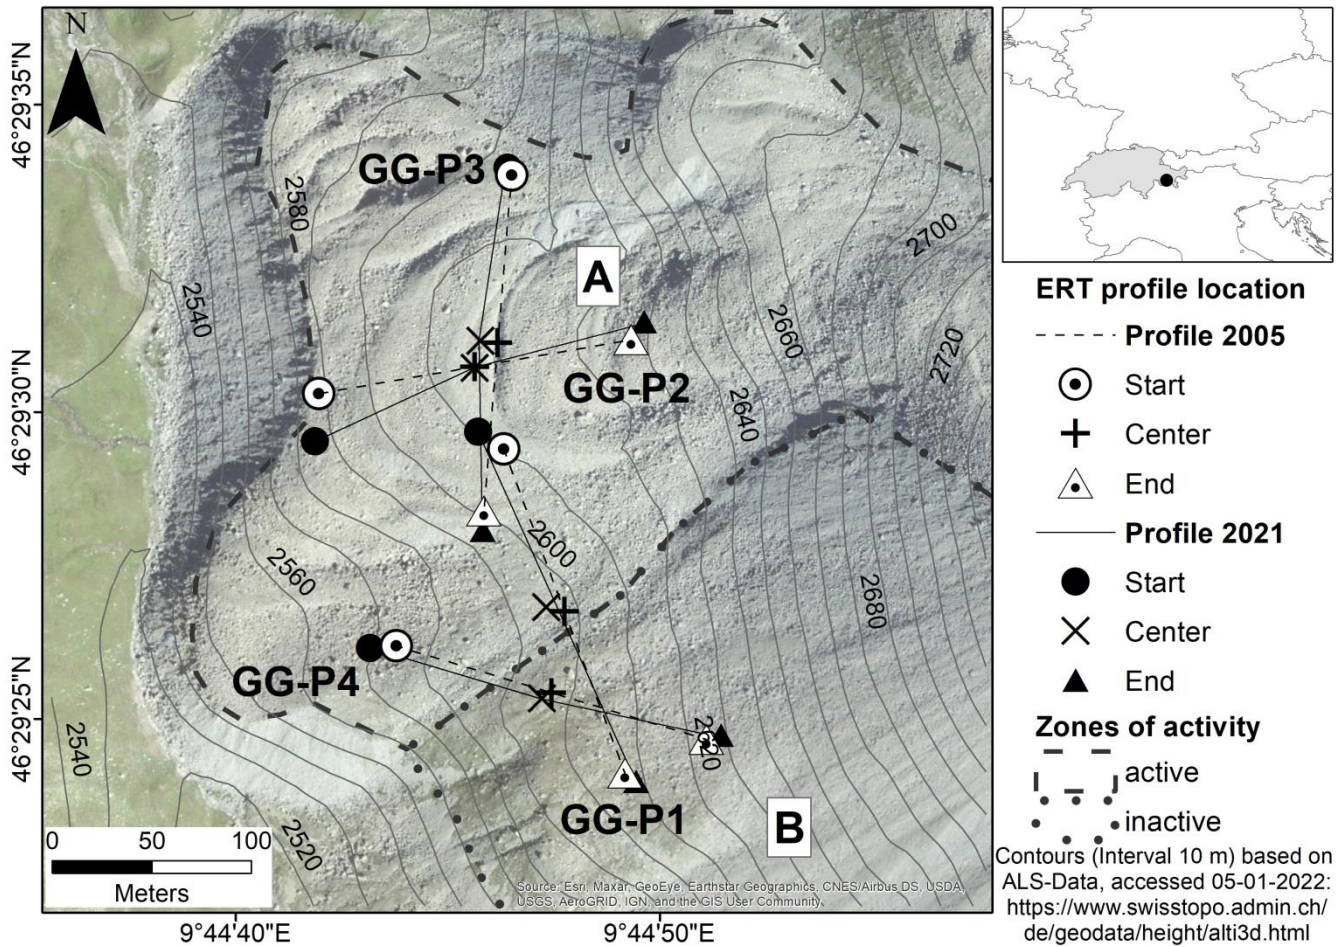 N
46°29'35"N
46°29'30"N
46°29'25"N
9°44'40"E
9°44'50"E
GG-P3
2580
2540
A
2700
2660
2720
GG-P2
2640
2600
2560
2680
GG-P4
2620
2540
GG-P1
B
2520
0 50 100
Meters
Source: Esri, Maxar, GeoEye, Earthstar Geographics, CNES/Airbus DS, USDA,
USGS, AeroGRID, IGN, and the GIS User Community
ERT profile location
Profile 2005
Start
Center
End
Profile 2021
Start
Center
End
Zones of activity
active
inactive
Contours (Interval 10 m) based on
ALS-Data, accessed 05-01-2022:
https://www.swisstopo.admin.ch/
de/geodata/height/alti3d.html